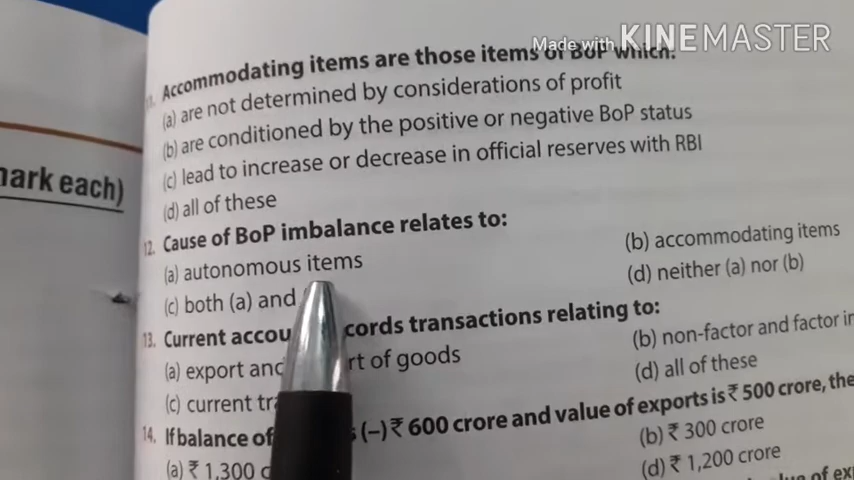 Made with KINEMASTER
11. Accommodating items are those items of BoP which:
(a) are not determined by considerations of profit
(b) are conditioned by the positive or negative BoP status
(c) lead to increase or decrease in official reserves with RBI
(d) all of these
mark each)
12. Cause of BoP imbalance relates to:
(a) autonomous items (b) accommodating items
(c) both (a) and (d) neither (a) nor (b)
13. Current accou cords transactions relating to:
(a) export and rt of goods (b) non-factor and factor in
(c) current tr (d) all of these
14. If balance of (–) ₹ 600 crore and value of exports is ₹ 500 crore, the
(a) ₹ 1,300 c (b) ₹ 300 crore
(d) ₹ 1,200 crore
of ex